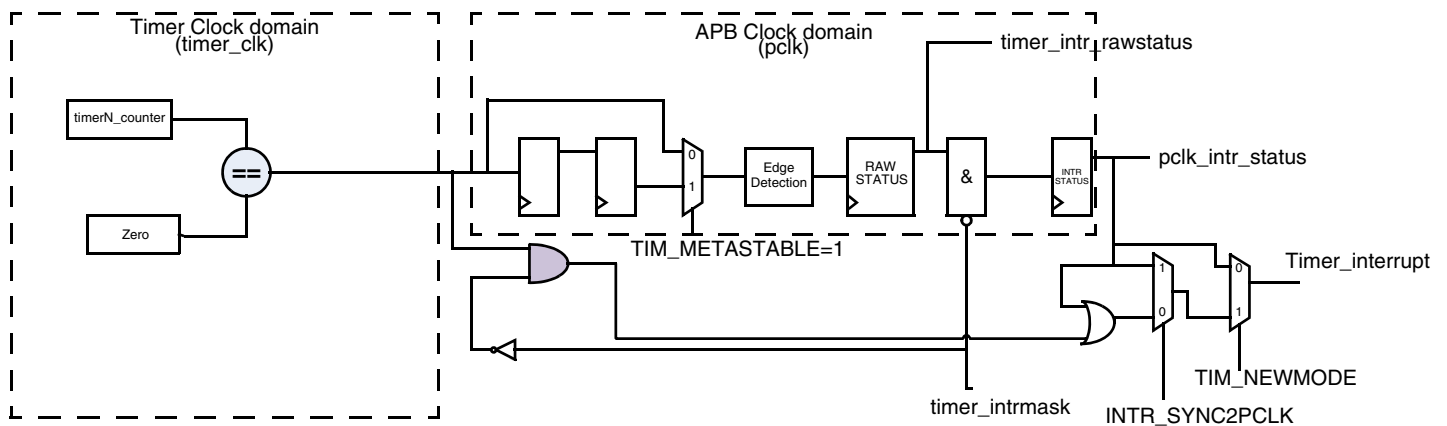 Timer Clock domain
(timer_clk)
APB Clock domain
(pclk)
timer_intr_rawstatus
timerN_counter
==
Zero
0
1
Edge
Detection
RAW
STATUS
&
INTR
STATUS
pclk_intr_status
TIM_METASTABLE=1
1
0
0
1
Timer_interrupt
TIM_NEWMODE
timer_intrmask
INTR_SYNC2PCLK